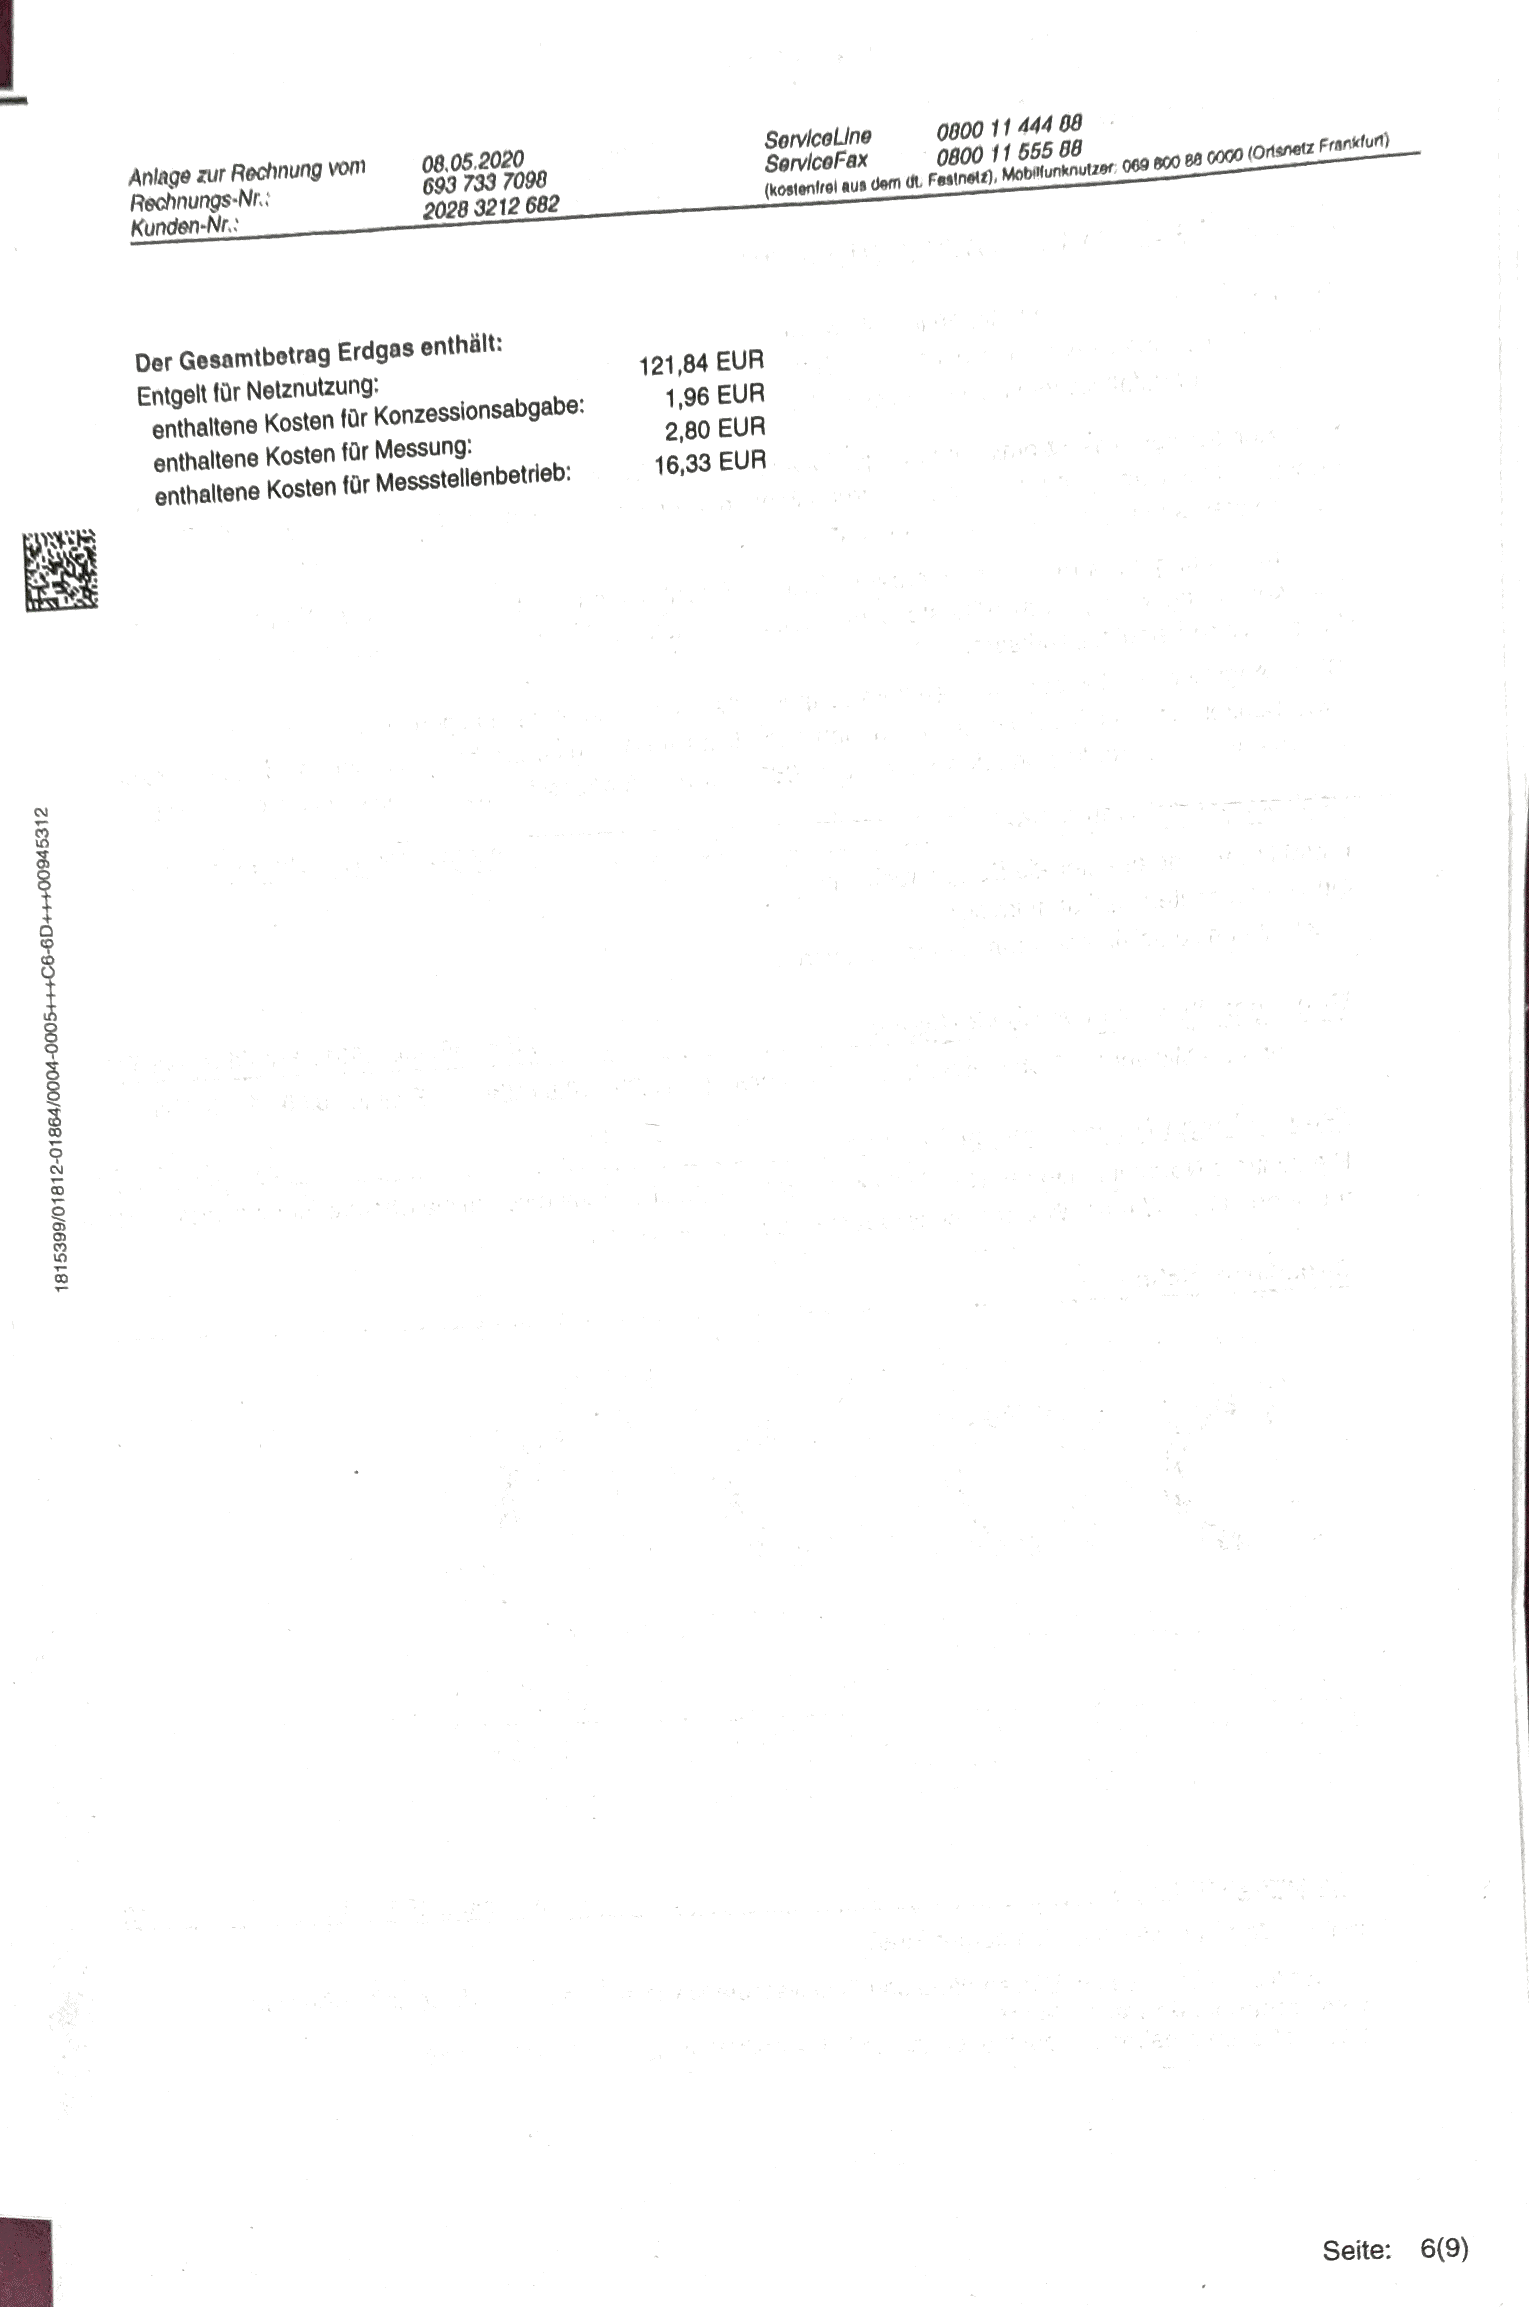 Anlage zur Rechnung vom 08.05.2020
Rechnungs-Nr.: 693 733 7098
Kunden-Nr.: 2028 3212 682
ServiceLine 0800 11 444 88
ServiceFax 0800 11 555 88
(kostenfrei aus dem dt. Festnetz), Mobilfunknutzer: 069 800 88 0000 (Ortsnetz Frankfurt)
Der Gesamtbetrag Erdgas enthält:
Entgelt für Netznutzung: 121,84 EUR
enthaltene Kosten für Konzessionsabgabe: 1,96 EUR
enthaltene Kosten für Messung: 2,80 EUR
enthaltene Kosten für Messstellenbetrieb: 16,33 EUR
1815399/01812-01864/0004-0005+++C6-6D+++00945312
Seite: 6(9)